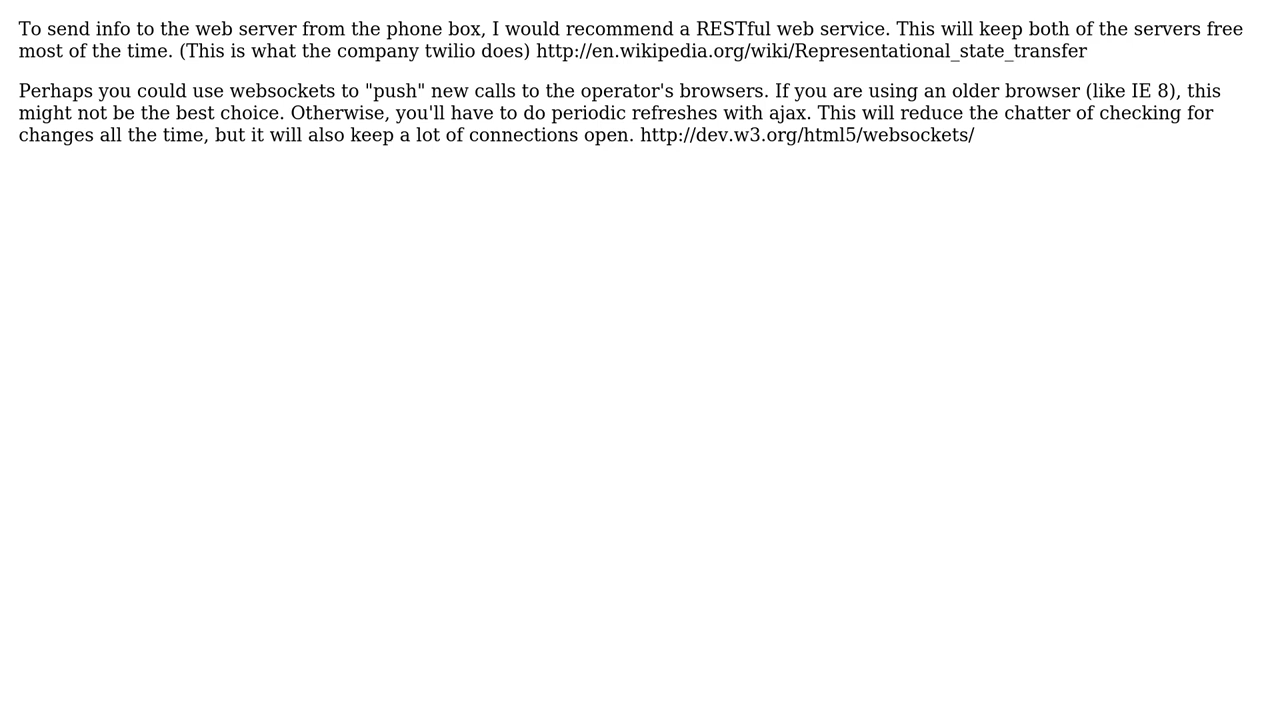 To send info to the web server from the phone box, I would recommend a RESTful web service. This will keep both of the servers free
most of the time. (This is what the company twilio does) http://en.wikipedia.org/wiki/Representational_state_transfer
Perhaps you could use websockets to "push" new calls to the operator's browsers. If you are using an older browser (like IE 8), this
might not be the best choice. Otherwise, you'll have to do periodic refreshes with ajax. This will reduce the chatter of checking for
changes all the time, but it will also keep a lot of connections open. http://dev.w3.org/html5/websockets/